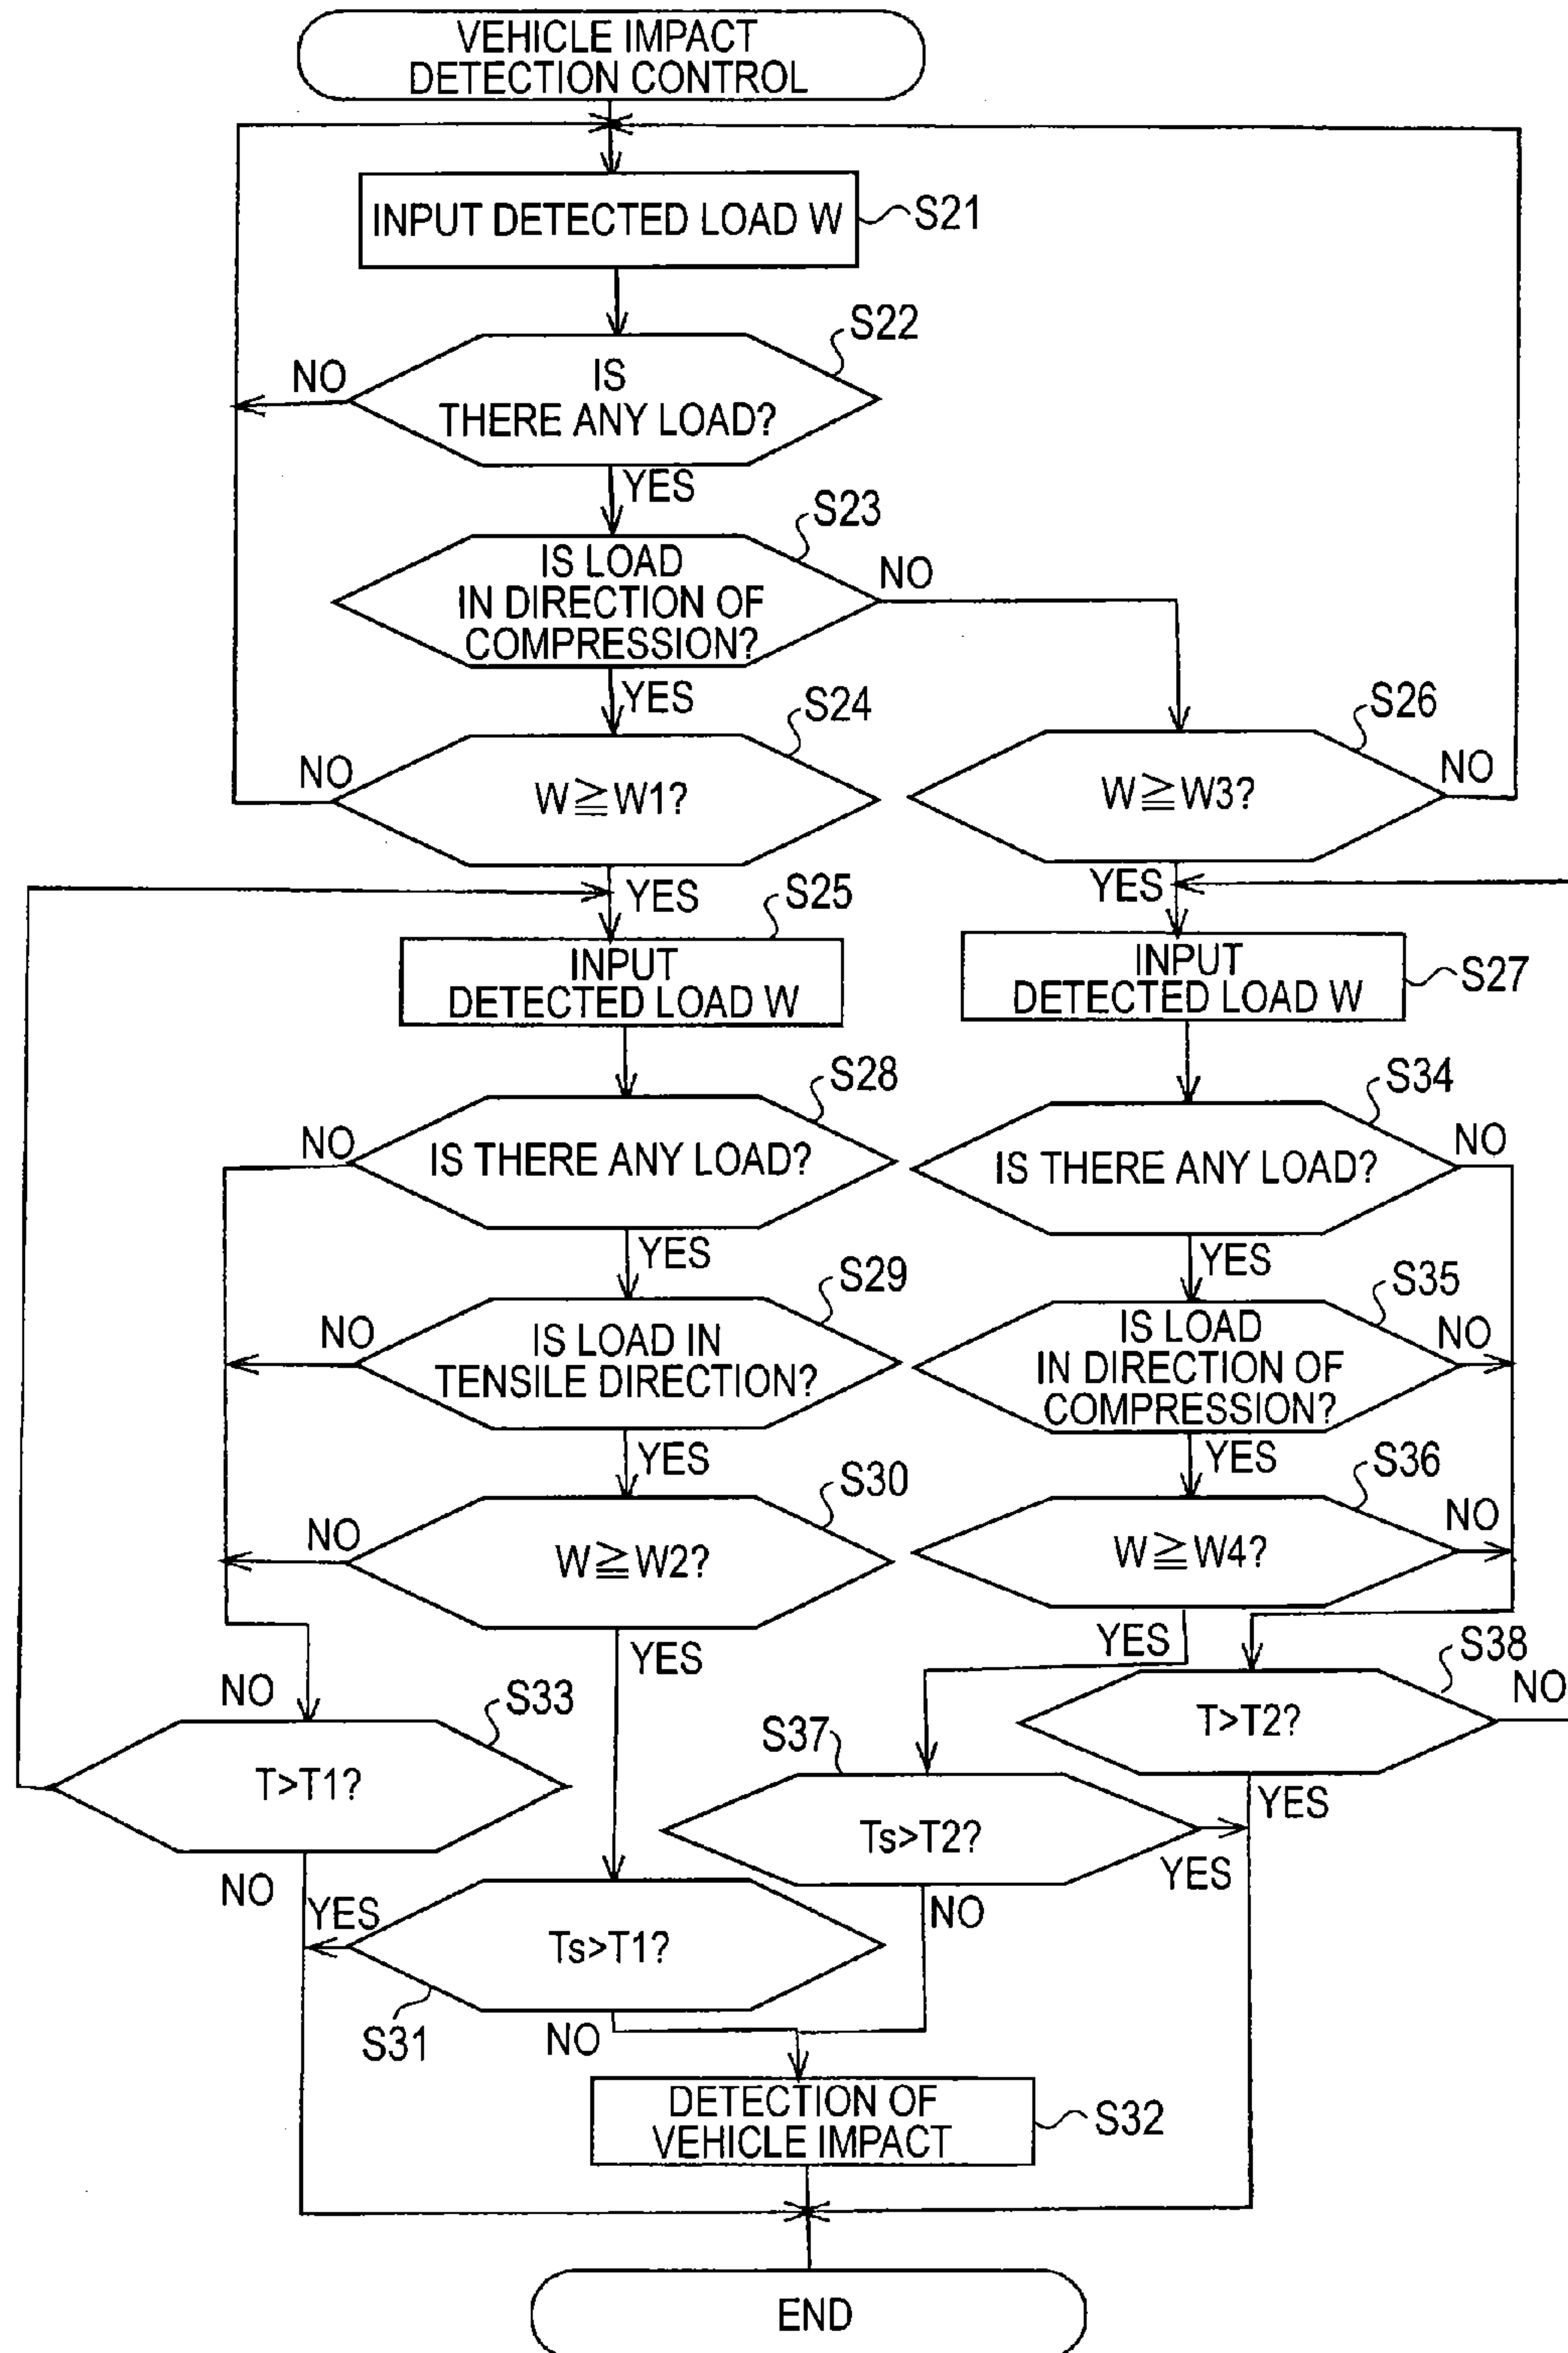 VEHICLE IMPACT
DETECTION CONTROL
INPUT DETECTED LOAD W
S21
S22
NO
IS
THERE ANY LOAD?
YES
S23
IS LOAD
IN DIRECTION OF
COMPRESSION?
NO
YES
S24
S26
NO
W≧W1?
W≧W3?
NO
YES
YES
S25
INPUT
DETECTED LOAD W
INPUT
DETECTED LOAD W
S27
S28
S34
NO
IS THERE ANY LOAD?
IS THERE ANY LOAD?
NO
YES
YES
S29
S35
NO
IS LOAD IN
TENSILE DIRECTION?
IS LOAD
IN DIRECTION OF
COMPRESSION?
NO
YES
YES
S30
S36
NO
W≧W2?
W≧W4?
NO
YES
YES
S38
NO
NO
S33
S37
T>T2?
T>T1?
YES
Ts>T2?
YES
NO
NO
YES
Ts>T1?
S31
NO
DETECTION OF
VEHICLE IMPACT
S32
END